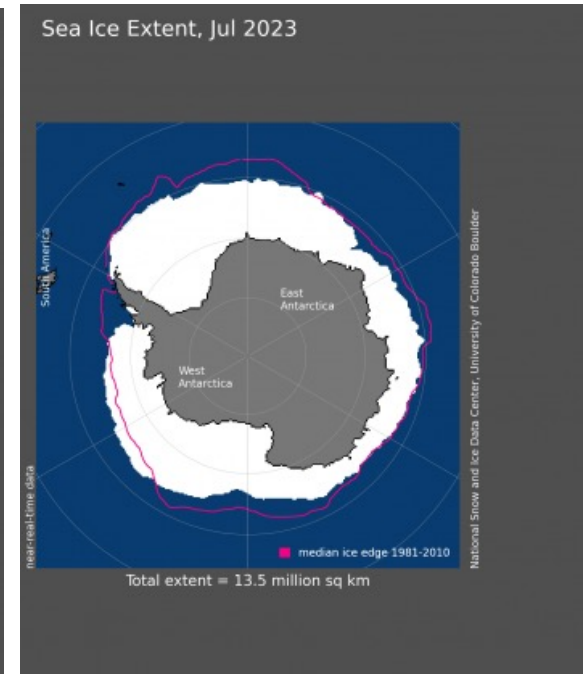 Sea Ice Extent, Jul 2023
South America
East
Antarctica
West
Antarctica
near-real-time data
National Snow and Ice Data Center, University of Colorado Boulder
median ice edge 1981-2010
Total extent = 13.5 million sq km